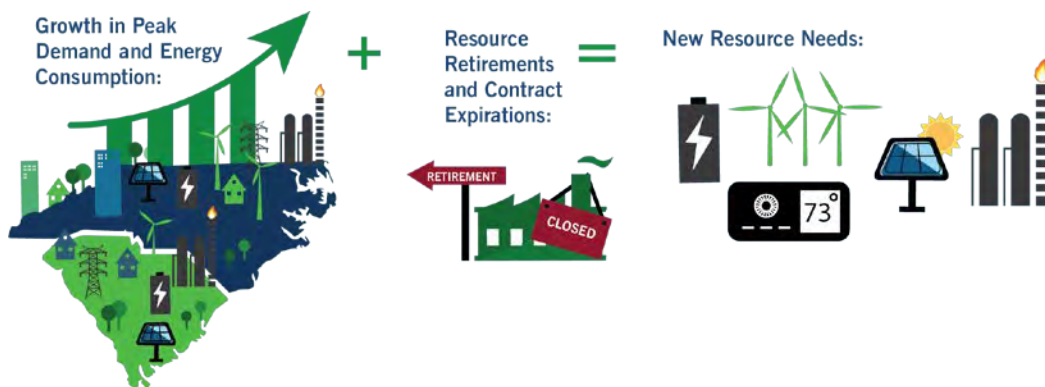 Growth in Peak
Demand and Energy
Consumption:
+
Resource
Retirements
and Contract
Expirations:
=
New Resource Needs:
RETIREMENT
CLOSED
73°